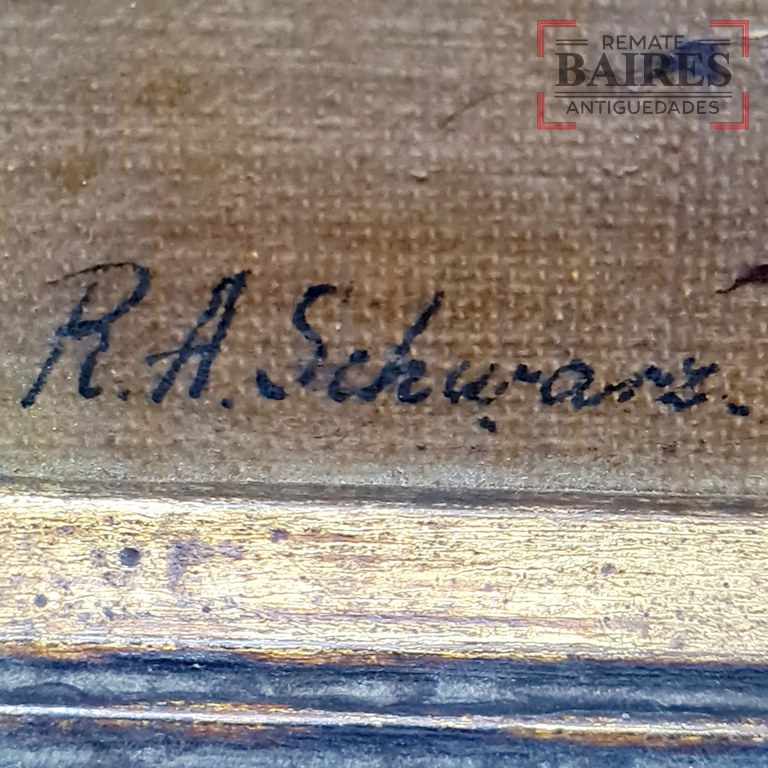 REMATE
BAIRES
ANTIGUEDADES
R. A. Schwarz.